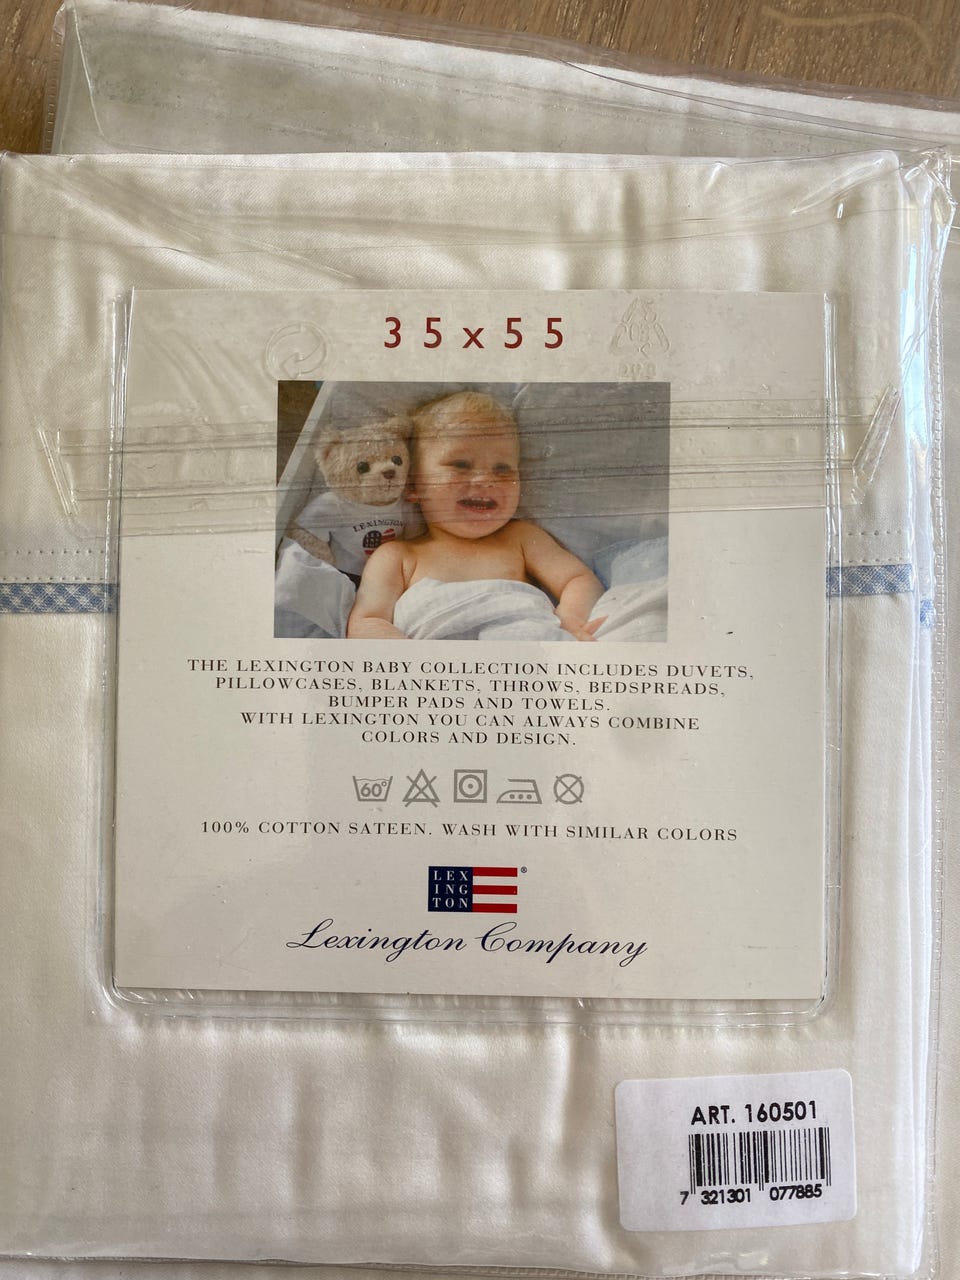 35x55
LEXINGTON
THE LEXINGTON BABY COLLECTION INCLUDES DUVETS,
PILLOWCASES, BLANKETS, THROWS, BEDSPREADS,
BUMPER PADS AND TOWELS.
WITH LEXINGTON YOU CAN ALWAYS COMBINE
COLORS AND DESIGN.
60°
100% COTTON SATEEN. WASH WITH SIMILAR COLORS
LEX
ING
TON
®
Lexington Company
ART. 160501
7 321301 077885